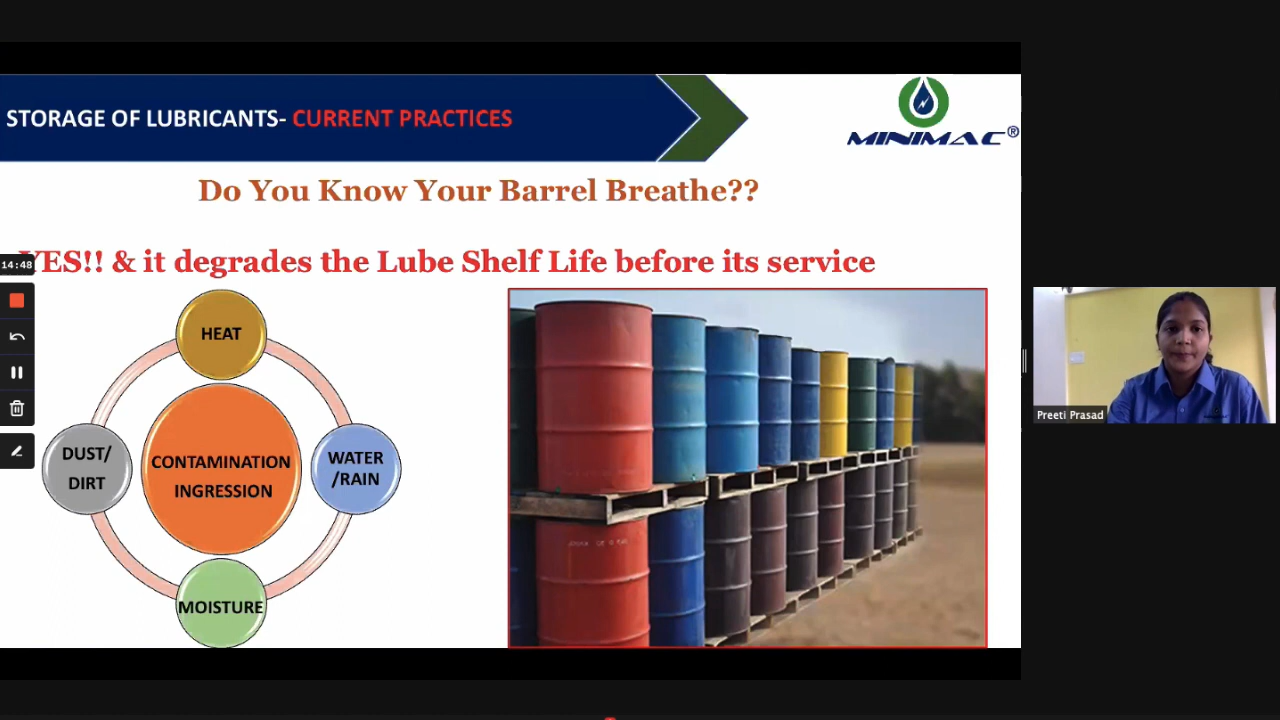 STORAGE OF LUBRICANTS- CURRENT PRACTICES
MINIMAC®
Do You Know Your Barrel Breathe??
YES!! & it degrades the Lube Shelf Life before its service
14:48
HEAT
DUST/
DIRT
CONTAMINATION
INGRESSION
WATER
/RAIN
MOISTURE
Preeti Prasad